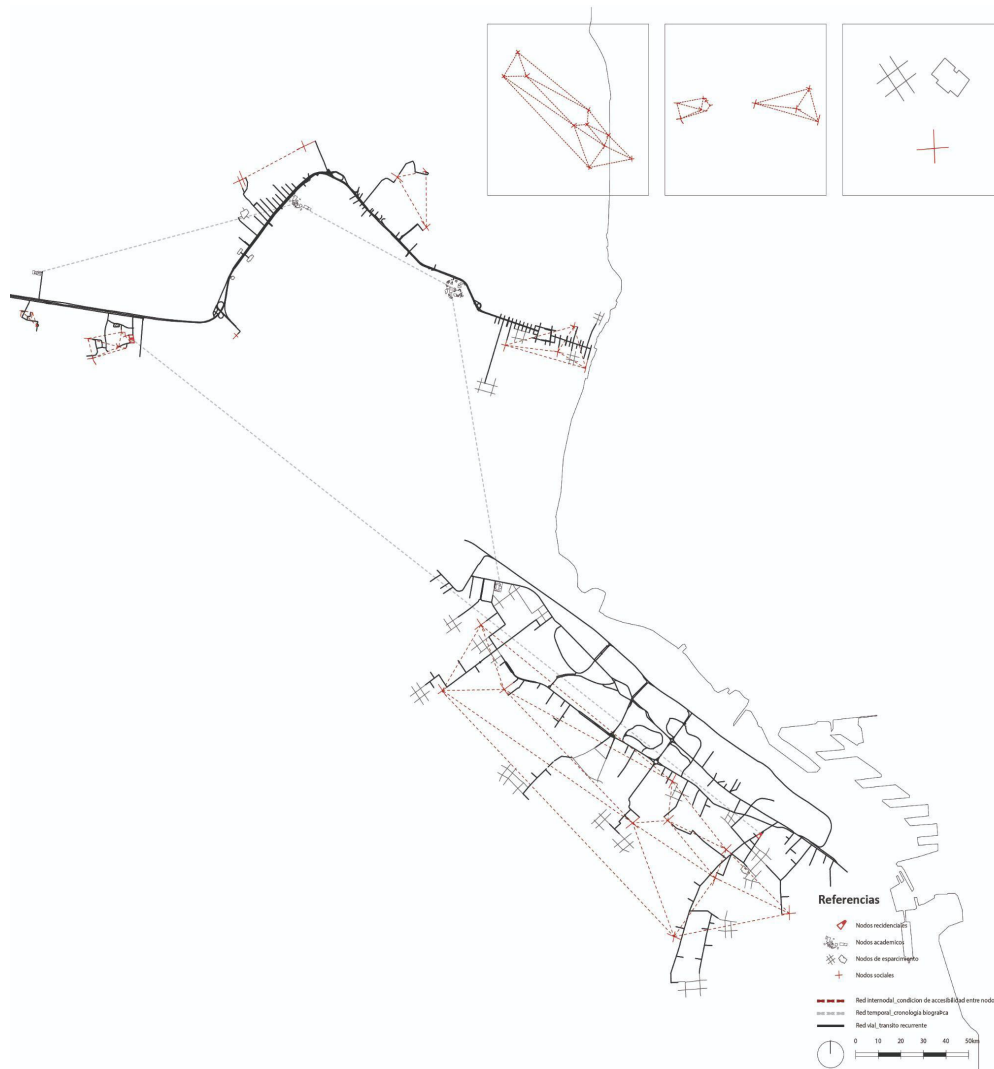 Referencias
Nodos recidenciales
Nodos academicos
Nodos de esparcimiento
Nodos sociales
Red internodal_condicion de accesibilidad entre nodo
Red temporal_cronologia biograþca
Red vial_transito recurrente
0 10 20 30 40 50km